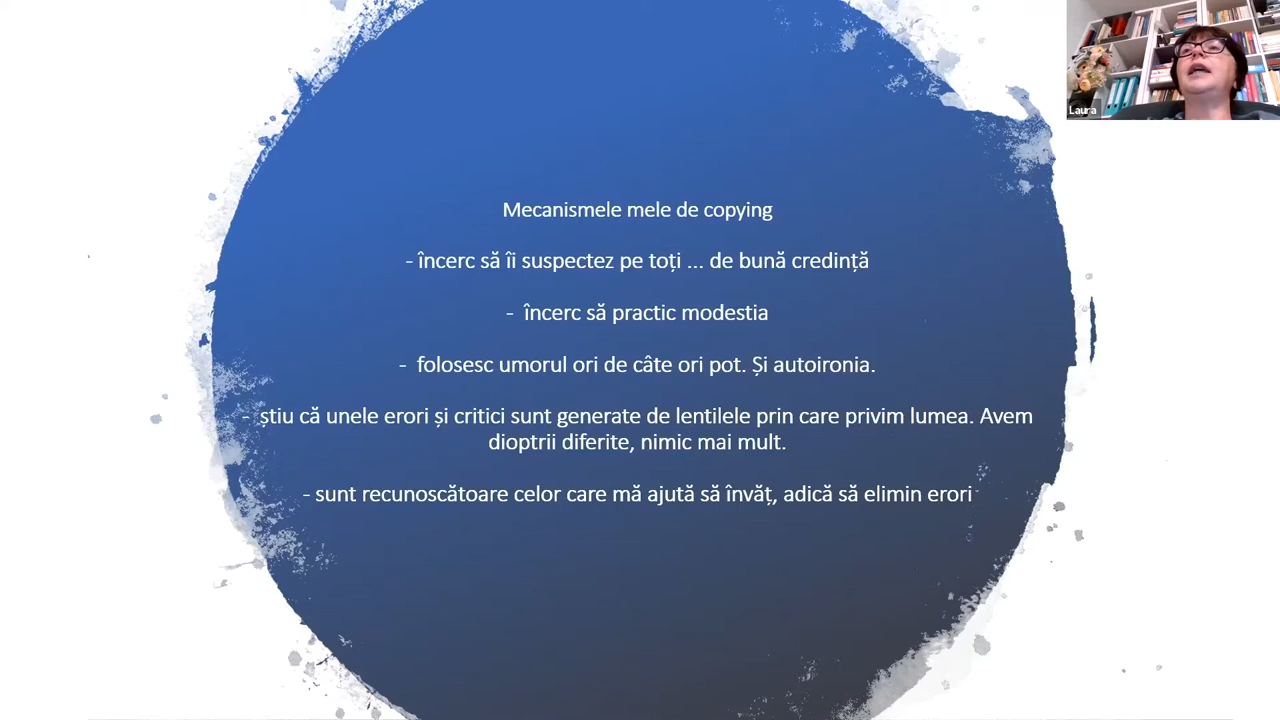 Laura
Mecanismele mele de copying
- încerc să îi suspectez pe toți ... de bună credință
- încerc să practic modestia
- folosesc umorul ori de câte ori pot. Și autoironia.
- știu că unele erori și critici sunt generate de lentilele prin care privim lumea. Avem
dioptrii diferite, nimic mai mult.
- sunt recunoscătoare celor care mă ajută să învăț, adică să elimin erori